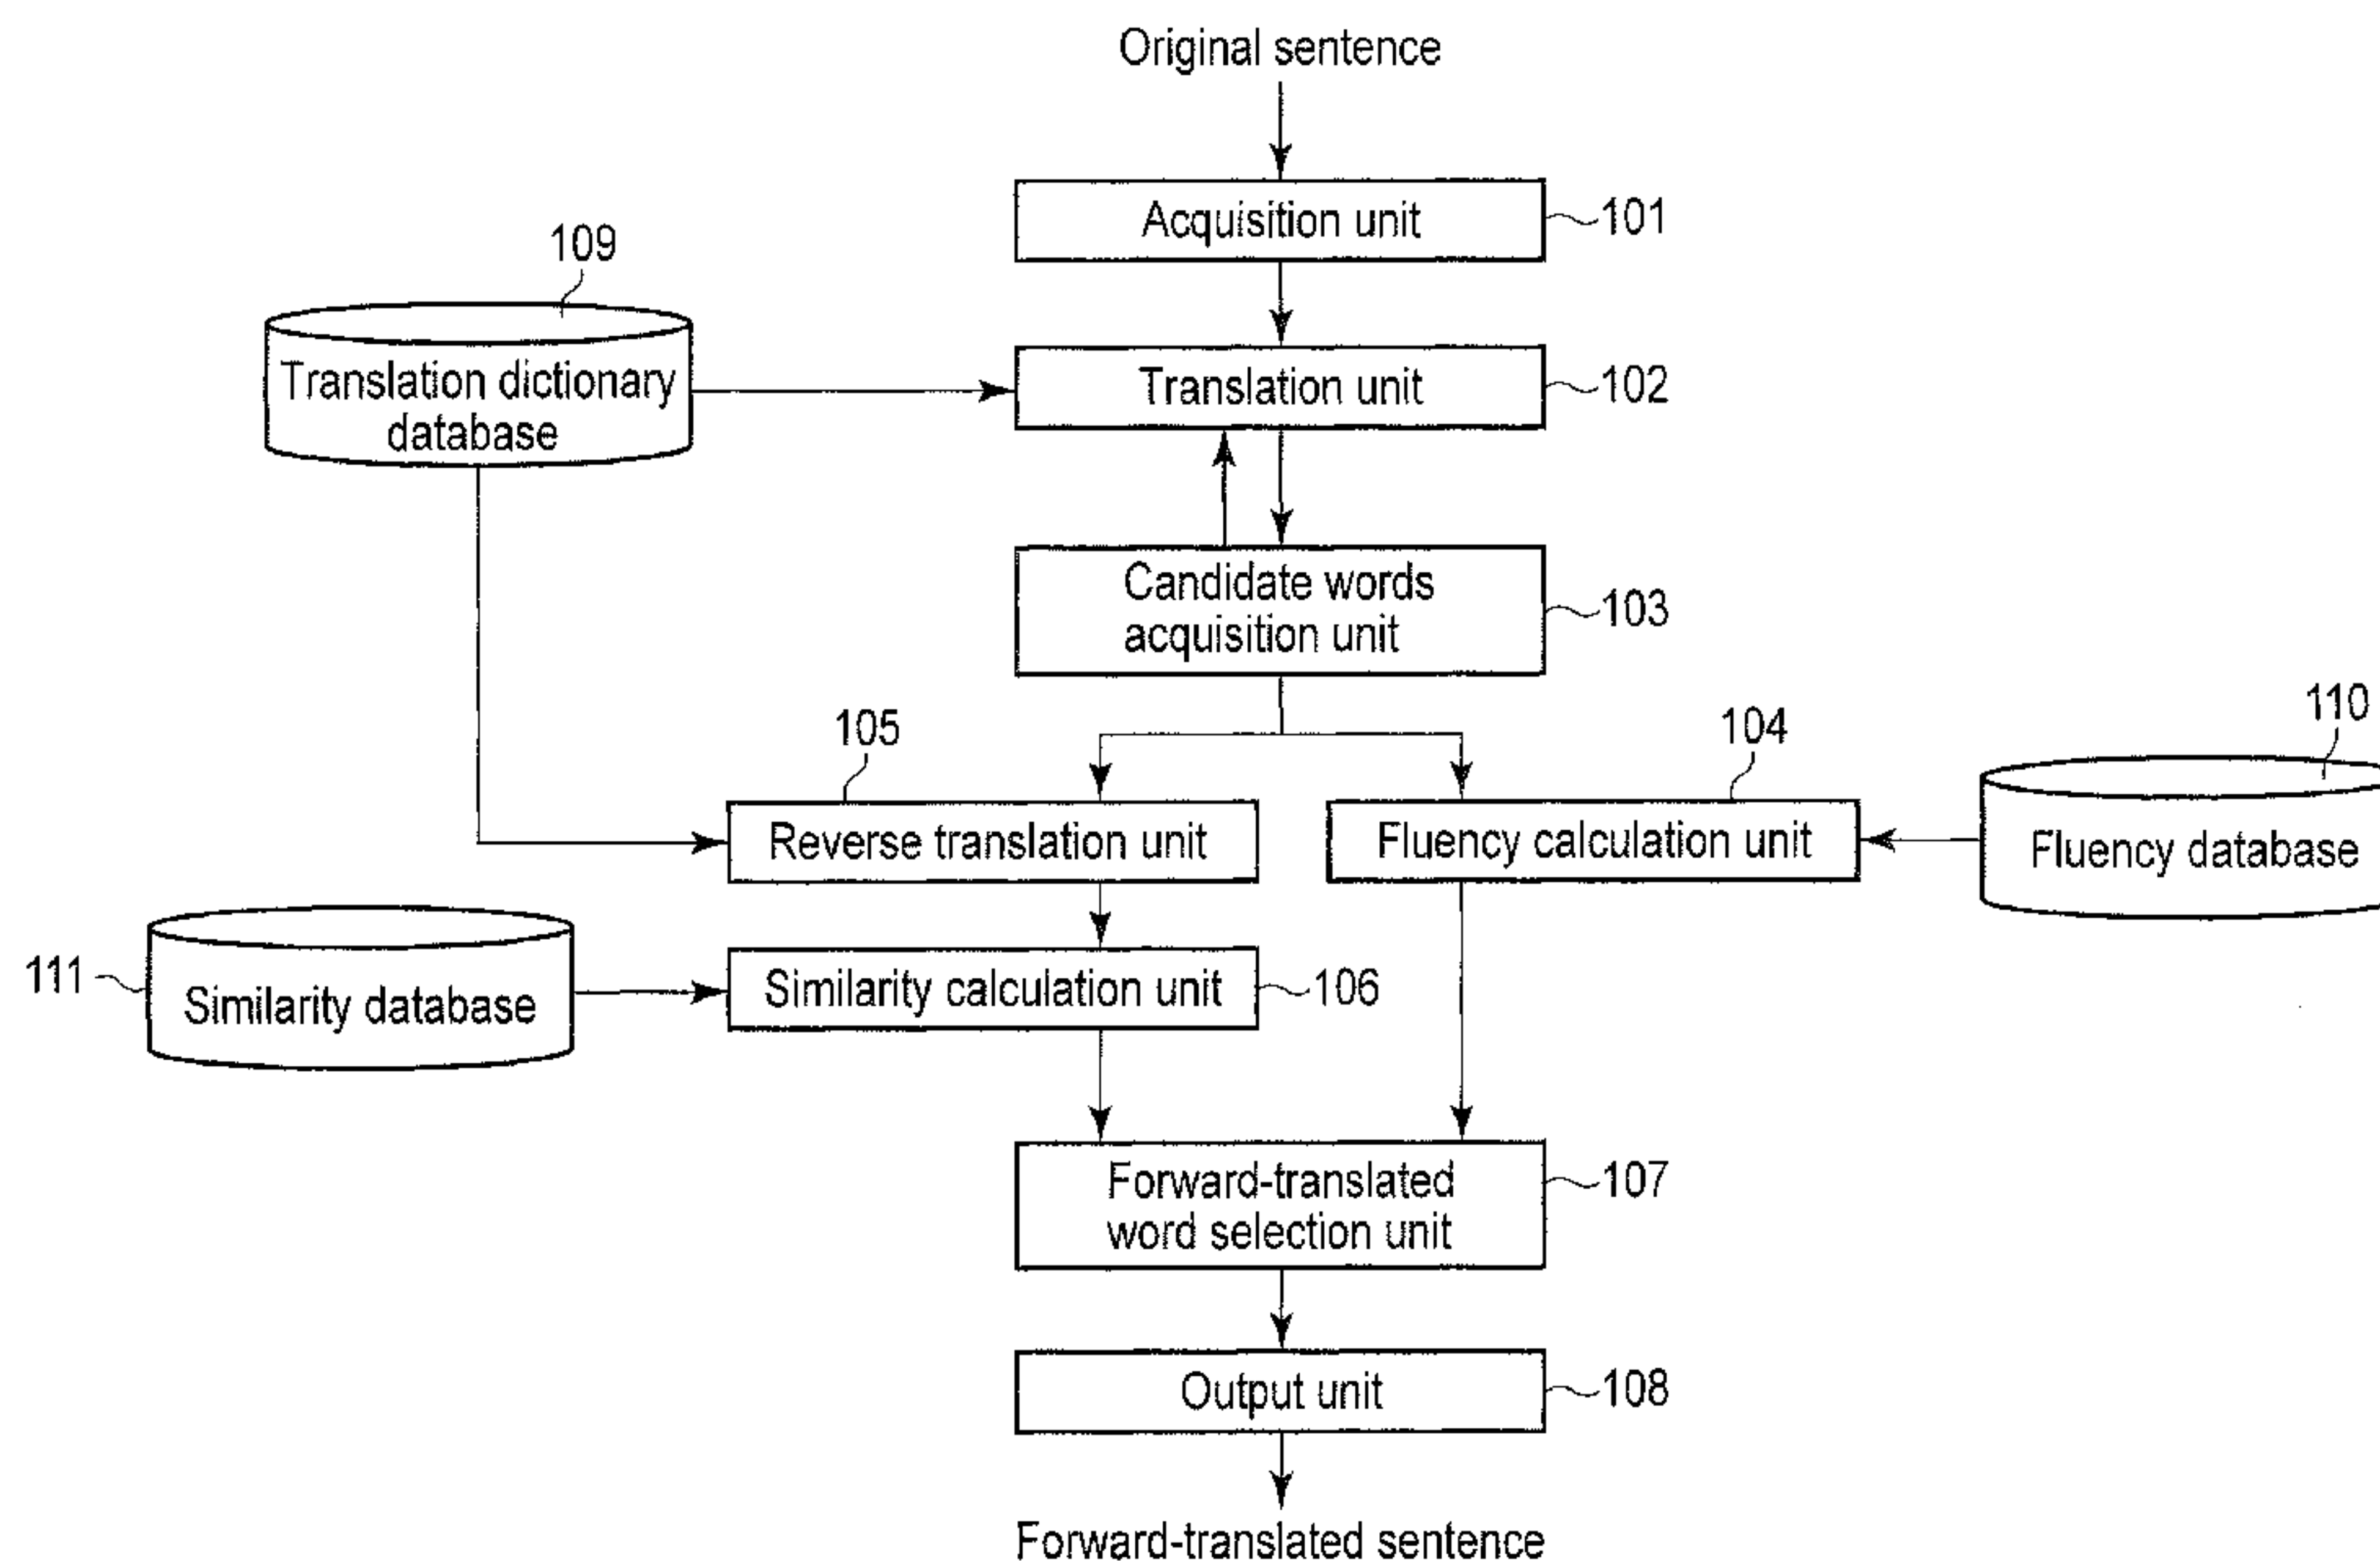 Original sentence
Acquisition unit
101
109
Translation dictionary
database
Translation unit
102
Candidate words
acquisition unit
103
105
104
110
Reverse translation unit
Fluency calculation unit
Fluency database
111
Similarity database
Similarity calculation unit
106
Forward-translated
word selection unit
107
Output unit
108
Forward-translated sentence